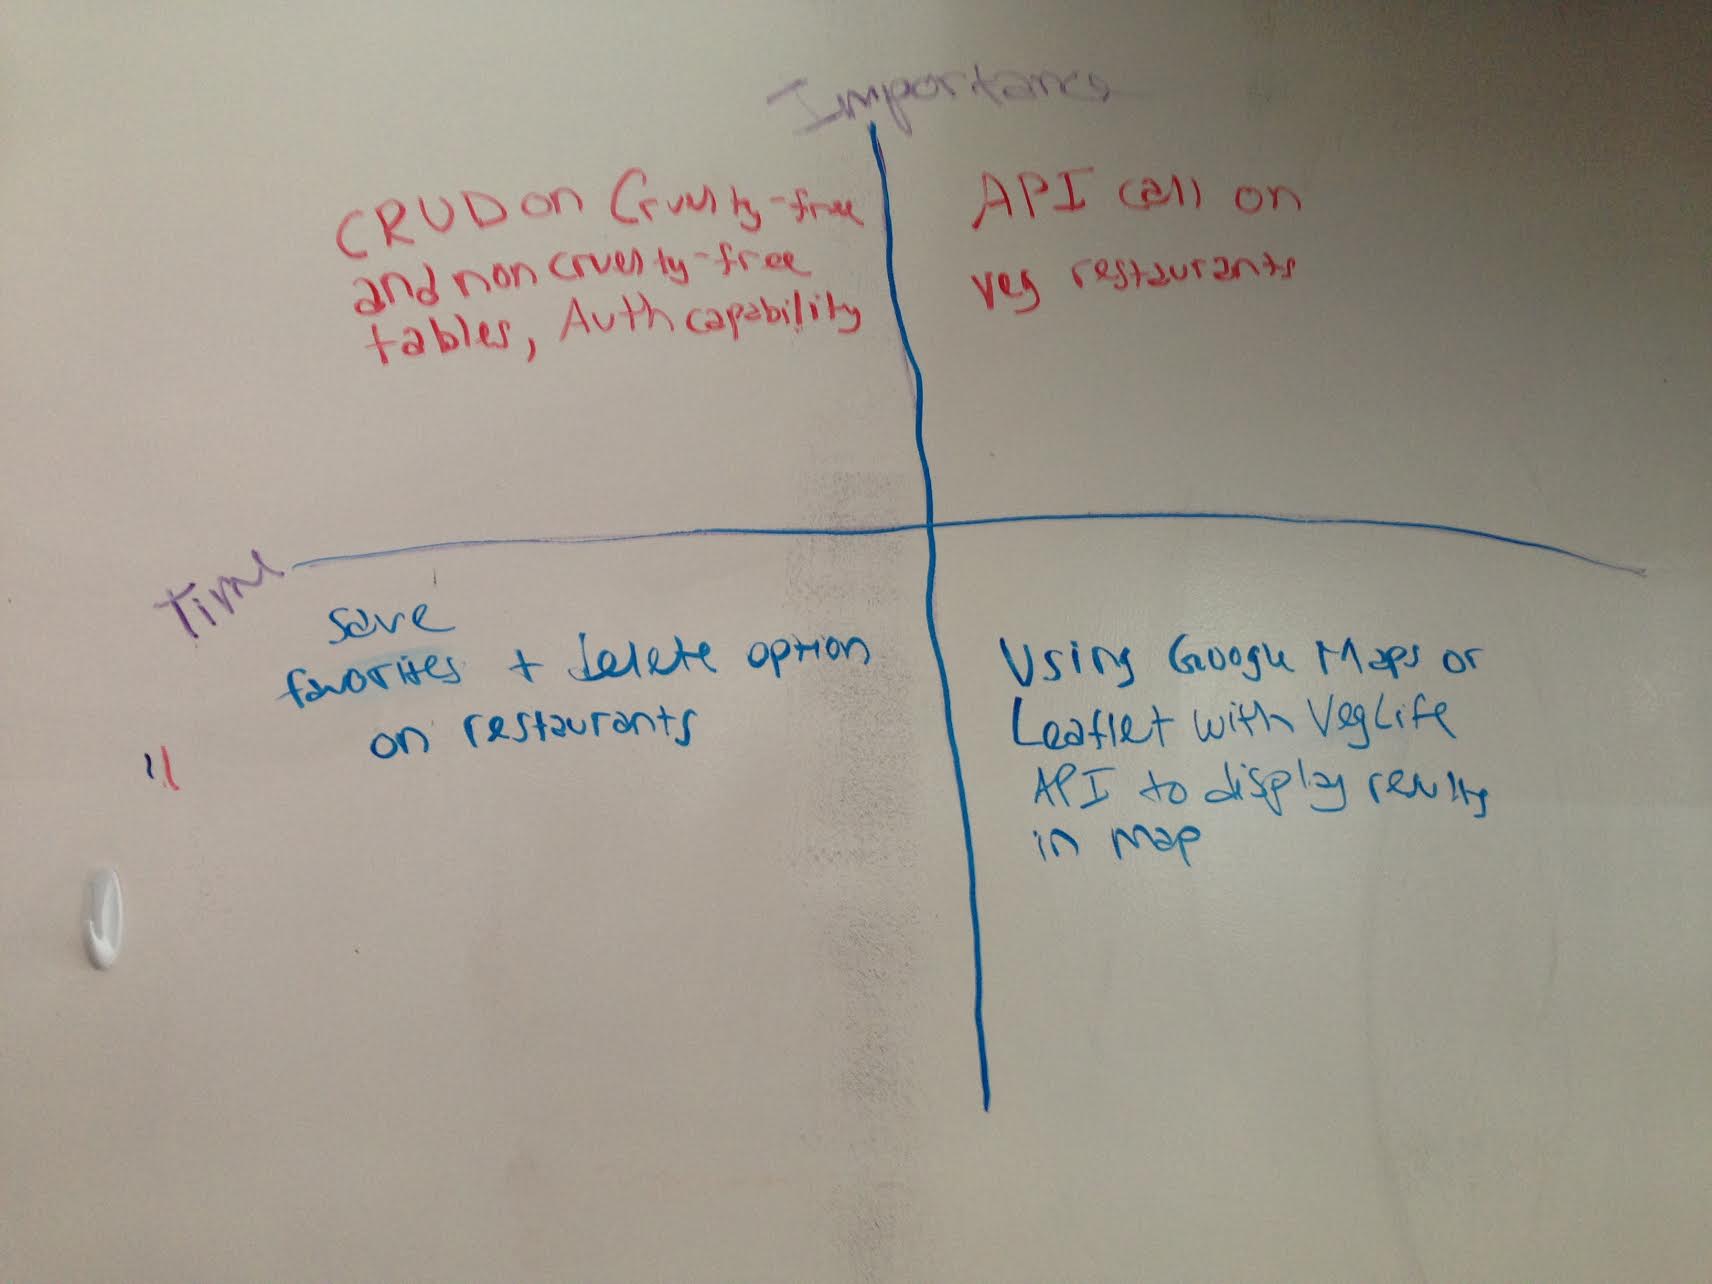 Importance
CRUD on Cruelty-free
and non cruelty-free
tables, Auth capability
API call on
veg restaurants
Time
Save
favorites + delete option
on restaurants
Using Google Maps or
Leaflet with VegLife
API to display results
in map